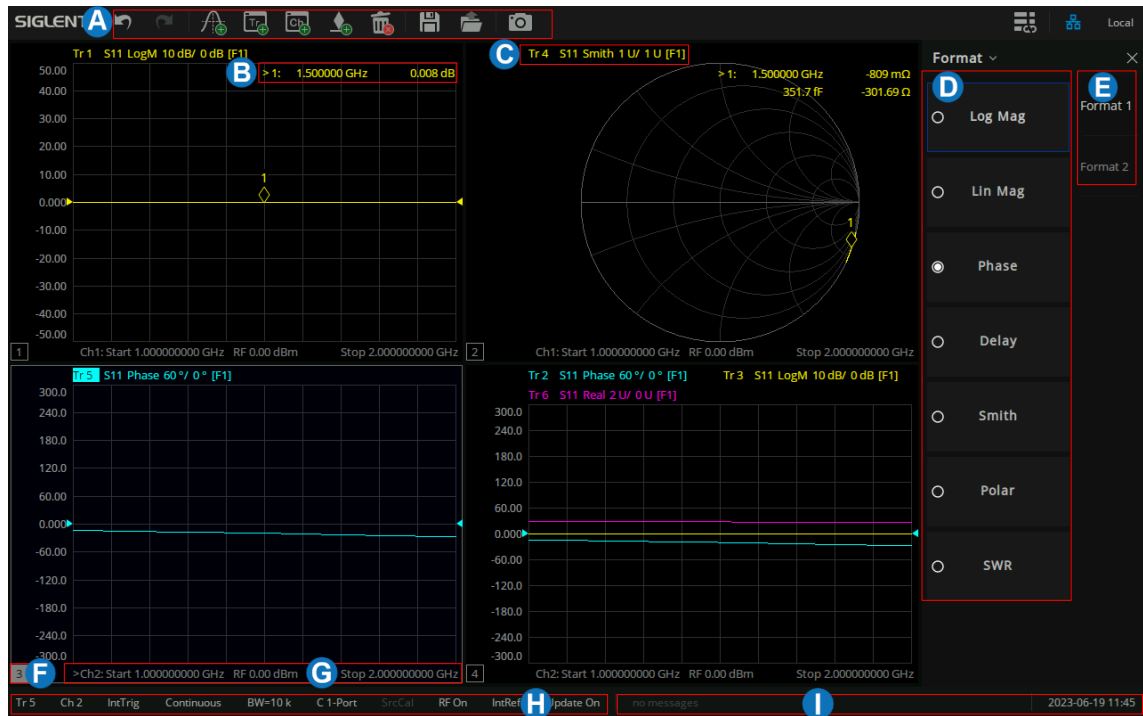 SIGLENT A Tr Ch Local
Tr 1 S11 LogM 10 dB/ 0 dB [F1]
B > 1: 1.500000 GHz 0.008 dB
50.00
40.00
30.00
20.00
10.00
0.000
-10.00
-20.00
-30.00
-40.00
-50.00
1
1 Ch1: Start 1.000000000 GHz RF 0.00 dBm Stop 2.000000000 GHz
C Tr 4 S11 Smith 1 U/ 1 U [F1]
> 1: 1.500000 GHz -809 mΩ
351.7 fF -301.69 Ω
1
2 Ch1: Start 1.000000000 GHz RF 0.00 dBm Stop 2.000000000 GHz
Tr 5 S11 Phase 60 °/ 0 ° [F1]
300.0
240.0
180.0
120.0
60.00
0.000
-60.00
-120.0
-180.0
-240.0
-300.0
3 F >Ch2: Start 1.000000000 GHz RF 0.00 dBm G Stop 2.000000000 GHz
Tr 2 S11 Phase 60 °/ 0 ° [F1] Tr 3 S11 LogM 10 dB/ 0 dB [F1]
Tr 6 S11 Real 2 U/ 0 U [F1]
300.0
240.0
180.0
120.0
60.00
0.000
-60.00
-120.0
-180.0
-240.0
-300.0
4 Ch2: Start 1.000000000 GHz RF 0.00 dBm Stop 2.000000000 GHz
Format
D
Log Mag
Lin Mag
Phase
Delay
Smith
Polar
SWR
E
Format 1
Format 2
Tr 5 Ch 2 IntTrig Continuous BW=10 k C 1-Port SrcCal RF On IntRef H Update On no messages I 2023-06-19 11:45